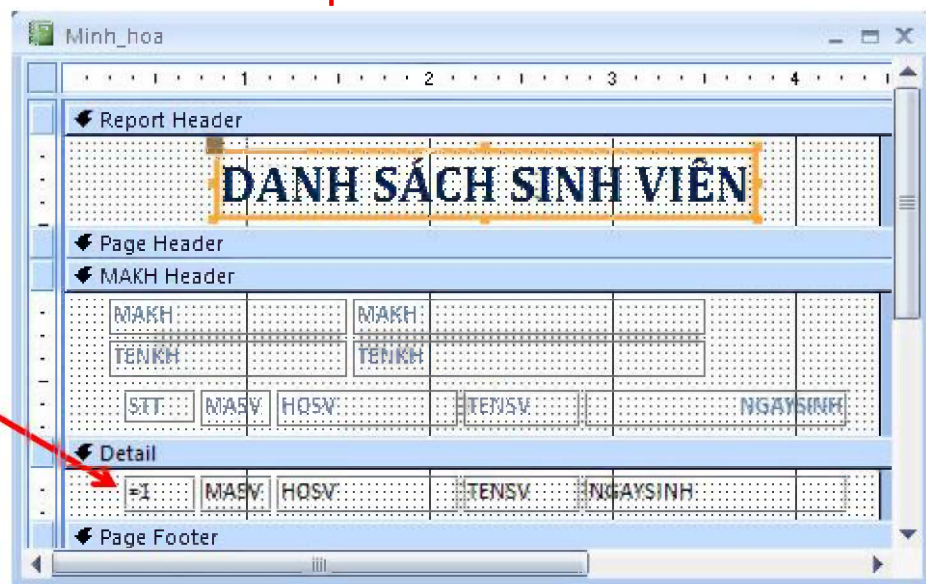 Minh_hoa
1 2 3 4
Report Header
DANH SÁCH SINH VIÊN
Page Header
MAKH Header
MAKH MAKH
TENKH TENKH
STT MASV HOSV TENSV NGAYSINH
Detail
=1 MASV HOSV TENSV NGAYSINH
Page Footer